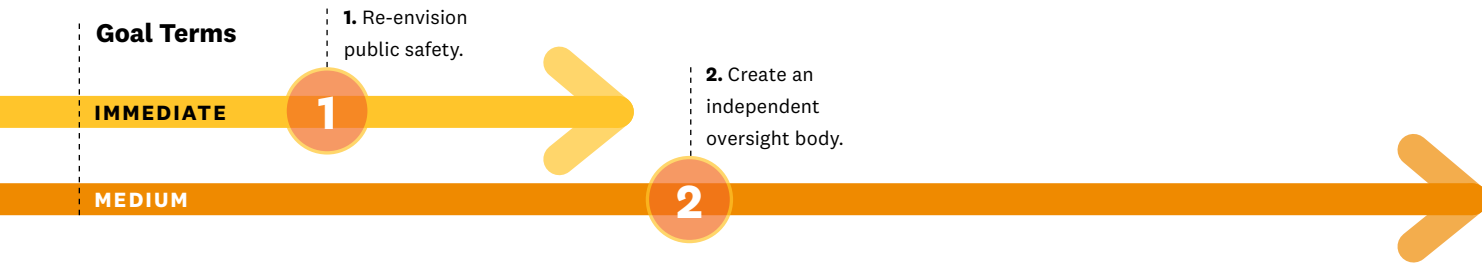 Goal Terms
1. Re-envision
public safety.
IMMEDIATE
1
2. Create an
independent
oversight body.
MEDIUM
2